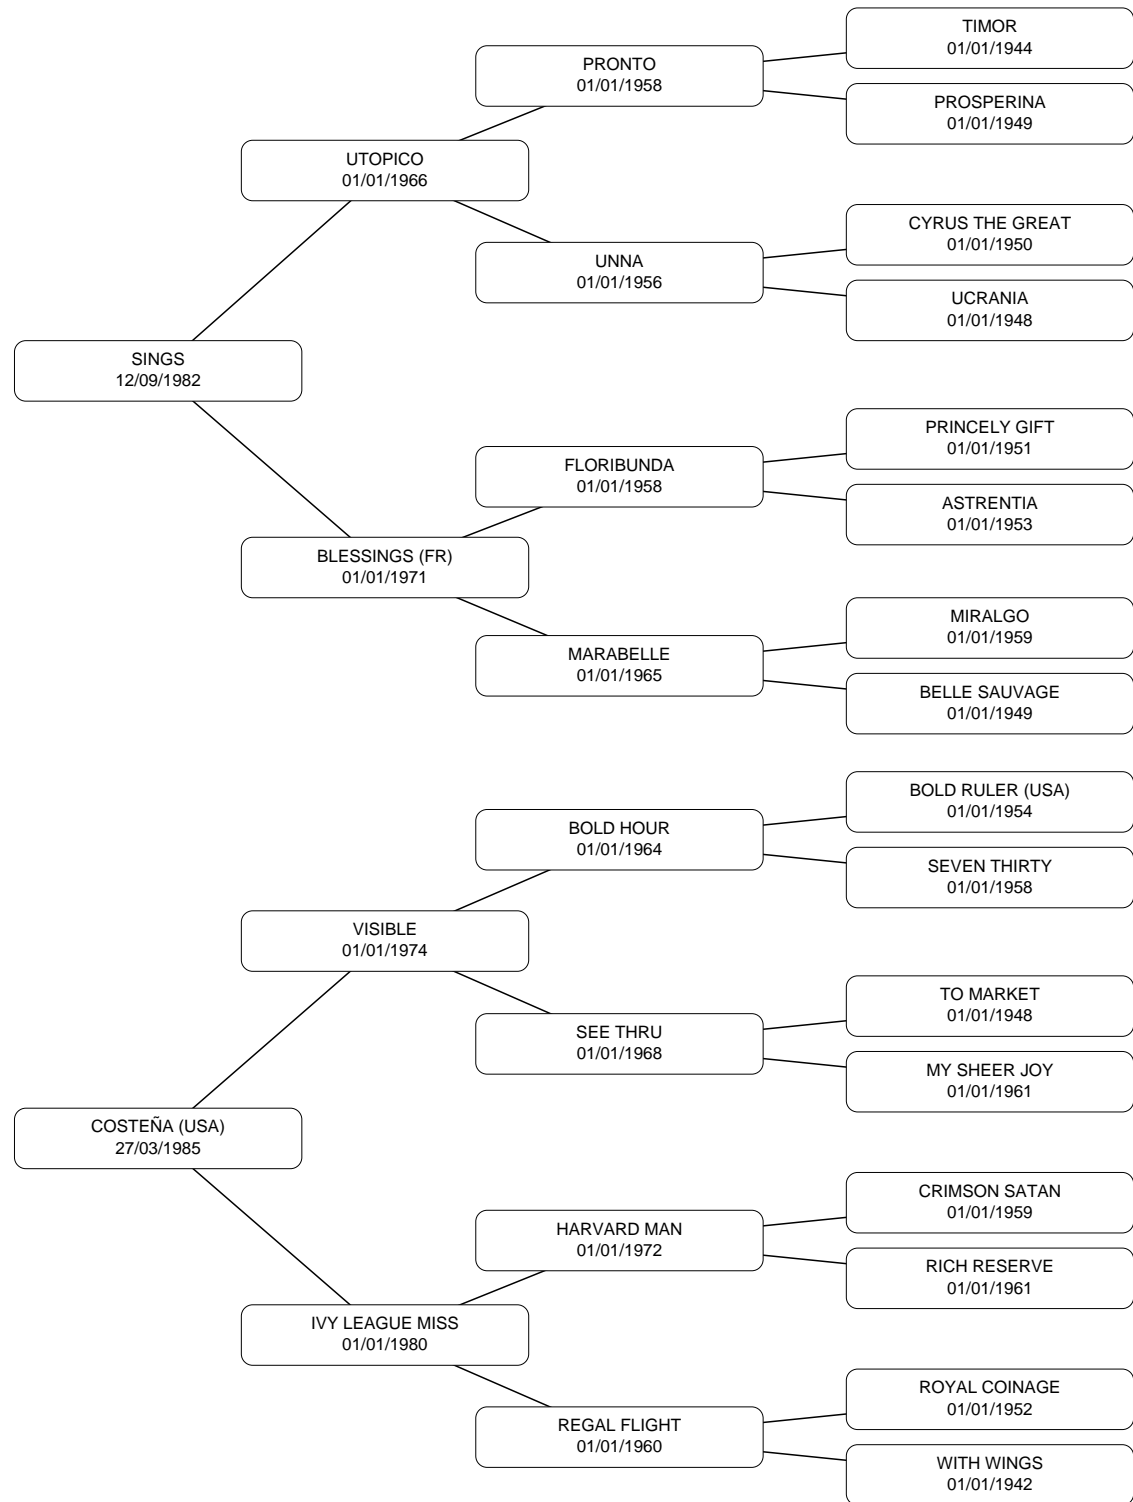 TIMOR
01/01/1944
PRONTO
01/01/1958
PROSPERINA
01/01/1949
UTOPICO
01/01/1966
CYRUS THE GREAT
01/01/1950
UNNA
01/01/1956
UCRANIA
01/01/1948
SINGS
12/09/1982
PRINCELY GIFT
01/01/1951
FLORIBUNDA
01/01/1958
ASTRENTIA
01/01/1953
BLESSINGS (FR)
01/01/1971
MIRALGO
01/01/1959
MARABELLE
01/01/1965
BELLE SAUVAGE
01/01/1949
BOLD RULER (USA)
01/01/1954
BOLD HOUR
01/01/1964
SEVEN THIRTY
01/01/1958
VISIBLE
01/01/1974
TO MARKET
01/01/1948
SEE THRU
01/01/1968
MY SHEER JOY
01/01/1961
COSTEÑA (USA)
27/03/1985
CRIMSON SATAN
01/01/1959
HARVARD MAN
01/01/1972
RICH RESERVE
01/01/1961
IVY LEAGUE MISS
01/01/1980
ROYAL COINAGE
01/01/1952
REGAL FLIGHT
01/01/1960
WITH WINGS
01/01/1942